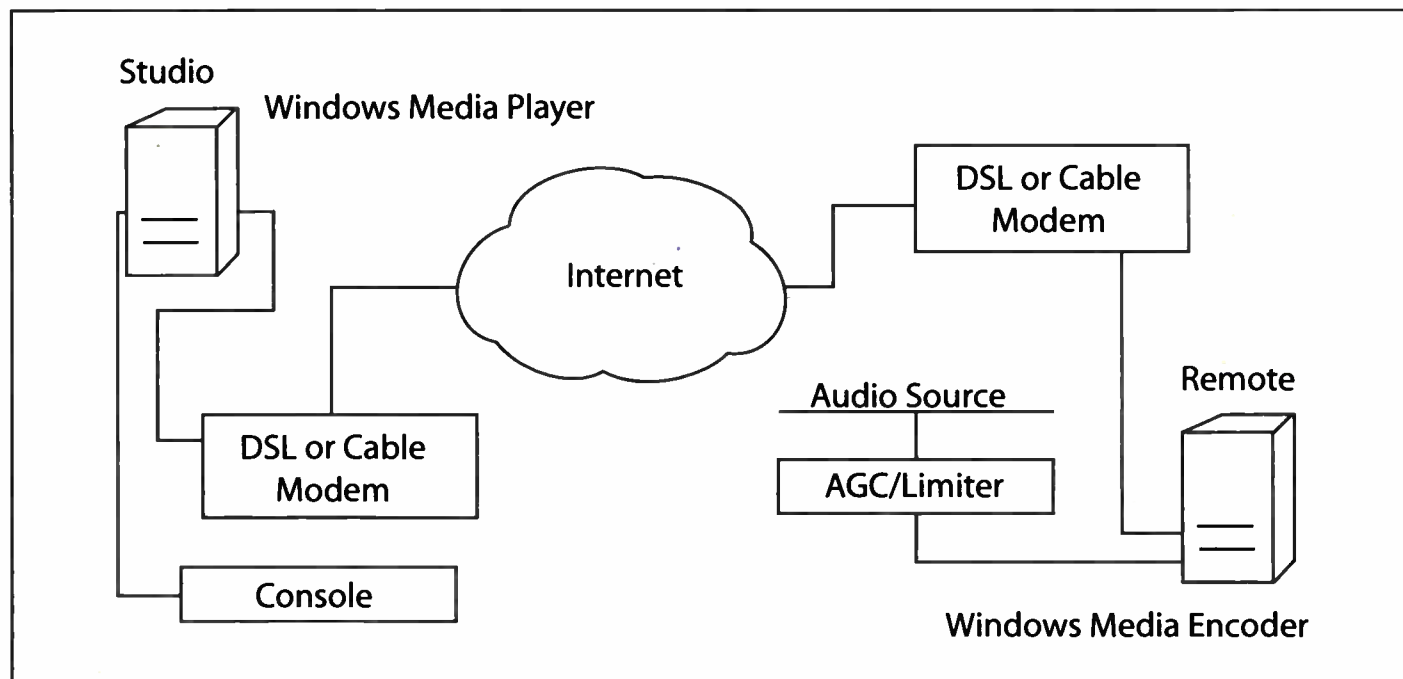 Studio
Windows Media Player
DSL or Cable
Modem
Internet
Remote
Audio Source
DSL or Cable
Modem
AGC/Limiter
Console
Windows Media Encoder